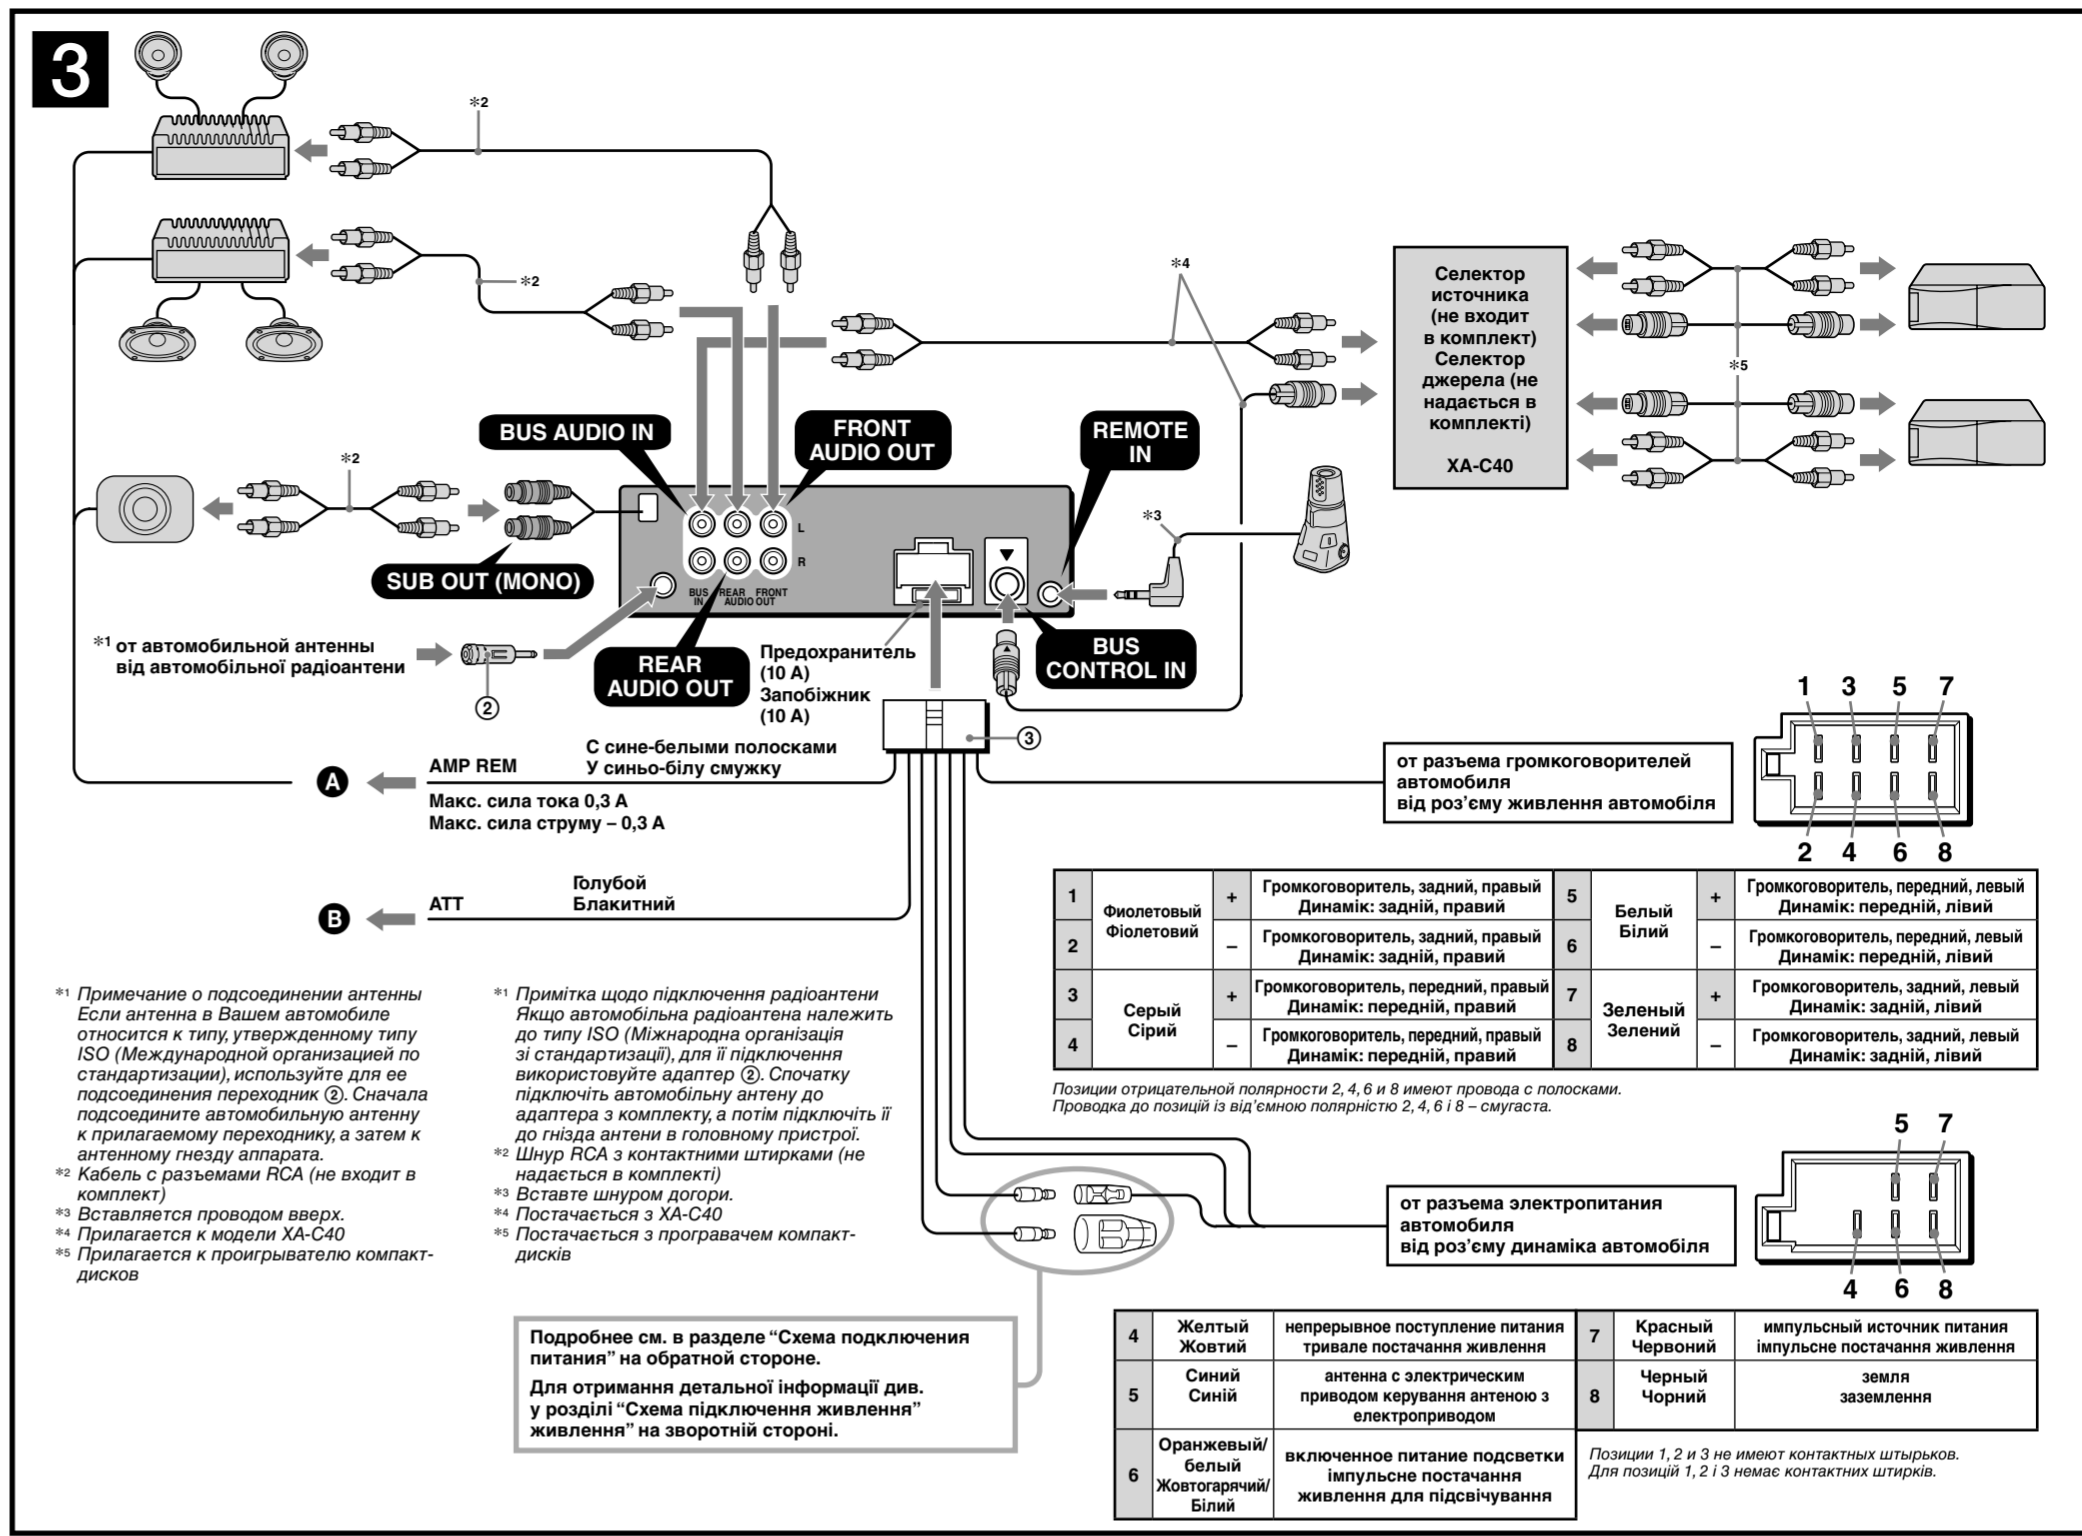 3
*2
*2
*4
Селектор
источника
(не входит
в комплект)
Селектор
джерела (не
надається в
комплекті)
XA-C40
*5
BUS AUDIO IN
FRONT
AUDIO OUT
REMOTE
IN
*2
*3
SUB OUT (MONO)
L
R
BUS
IN
REAR
FRONT
AUDIO OUT
*1 от автомобильной антенны
від автомобільної радіоантени
2
REAR
AUDIO OUT
Предохранитель
(10 A)
Запобіжник
(10 A)
BUS
CONTROL IN
3
A
AMP REM
С сине-белыми полосками
У синьо-білу смужку
Макс. сила тока 0,3 A
Макс. сила струму – 0,3 A
B
ATT
Голубой
Блакитний
от разъема громкоговорителей
автомобиля
від роз’єму живлення автомобіля
1 3 5 7
2 4 6 8
1 Фиолетовый + Громкоговоритель, задний, правый
Фіолетовий Динамік: задній, правий
2 – Громкоговоритель, задний, правый
Динамік: задній, правий
3 Серый + Громкоговоритель, передний, правый
Сірий Динамік: передній, правий
4 – Громкоговоритель, передний, правый
Динамік: передній, правий
5 Белый + Громкоговоритель, передний, левый
Білий Динамік: передній, лівий
6 – Громкоговоритель, передний, левый
Динамік: передній, лівий
7 Зеленый + Громкоговоритель, задний, левый
Зелений Динамік: задній, лівий
8 – Громкоговоритель, задний, левый
Динамік: задній, лівий
Позиции отрицательной полярности 2, 4, 6 и 8 имеют провода с полосками.
Проводка до позицій із від’ємною полярністю 2, 4, 6 і 8 – смугаста.
*1 Примечание о подсоединении антенны
Если антенна в Вашем автомобиле
относится к типу, утвержденному типу
ISO (Международной организацией по
стандартизации), используйте для ее
подсоединения переходник ②. Сначала
подсоедините автомобильную антенну
к прилагаемому переходнику, а затем к
антенному гнезду аппарата.
*2 Кабель с разъемами RCA (не входит в
комплект)
*3 Вставляется проводом вверх.
*4 Прилагается к модели XA-C40
*5 Прилагается к проигрывателю компакт-
дисков
*1 Примітка щодо підключення радіоантени
Якщо автомобільна радіоантена належить
до типу ISO (Міжнародна організація
зі стандартизації), для її підключення
використовуйте адаптер ②. Спочатку
підключіть автомобільну антену до
адаптера з комплекту, а потім підключіть її
до гнізда антени в головному пристрої.
*2 Шнур RCA з контактними штирками (не
надається в комплекті)
*3 Вставте шнуром догори.
*4 Постачається з XA-C40
*5 Постачається з програвачем компакт-
дисків
от разъема электропитания
автомобиля
від роз’єму динаміка автомобіля
5 7
4 6 8
Подробнее см. в разделе “Схема подключения
питания” на обратной стороне.
Для отримання детальної інформації див.
у розділі “Схема підключення живлення”
живлення” на зворотній стороні.
4 Желтый непрерывное поступление питания
Жовтий тривале постачання живлення
5 Синий антенна с электрическим
Синій приводом керування антеною з
електроприводом
6 Оранжевый/
белый
Жовтогарячий/
Білий
включенное питание подсветки
імпульсне постачання
живлення для підсвічування
7 Красный импульсный источник питания
Червоний імпульсне постачання живлення
8 Черный земля
Чорний заземлення
Позиции 1, 2 и 3 не имеют контактных штырьков.
Для позицій 1, 2 і 3 немає контактних штирків.